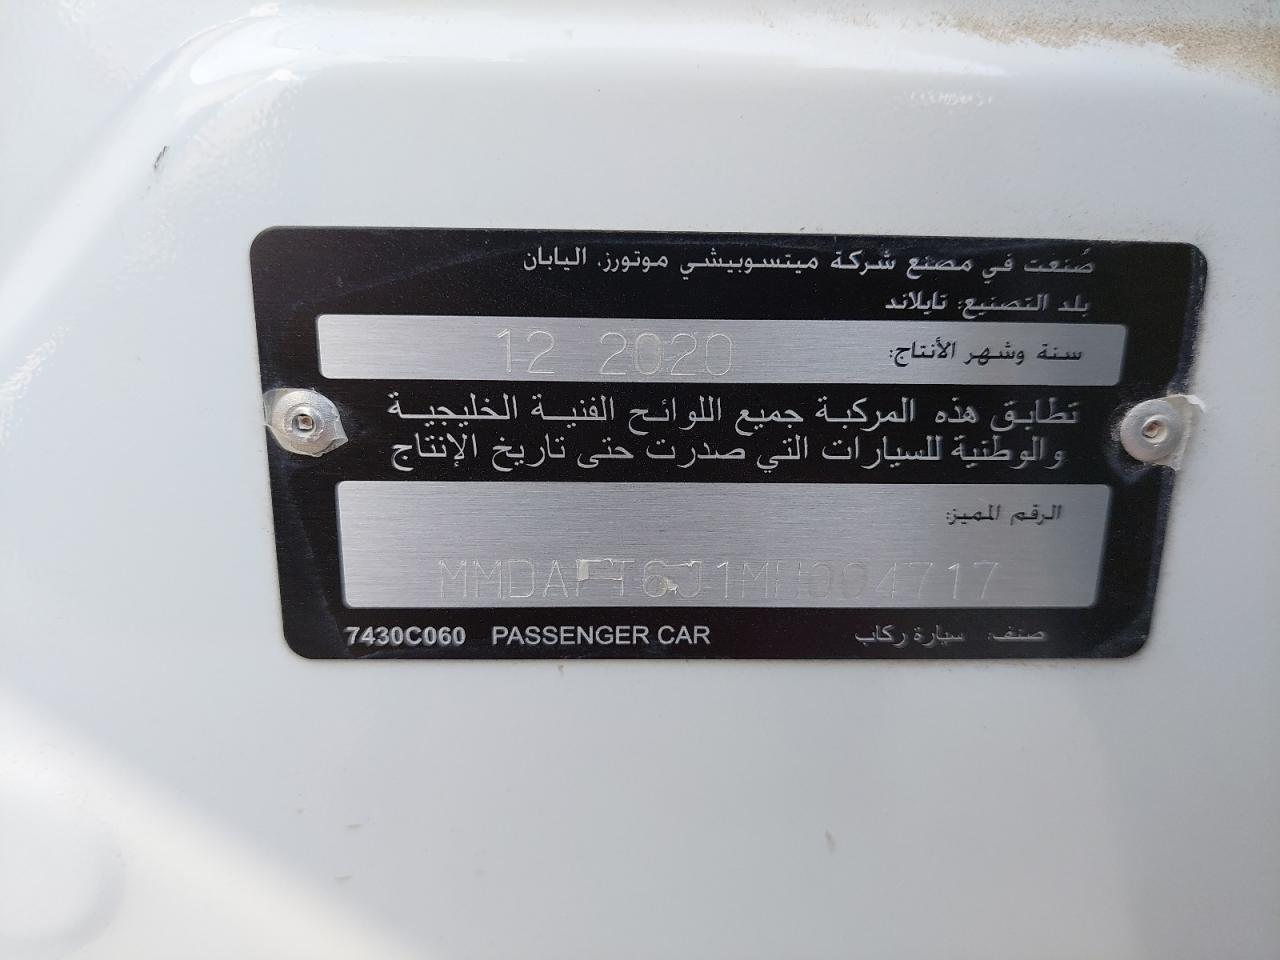 صُنعت في مصنع شركة ميتسوبيشي موتورز، اليابان
بلد التصنيع: تايلاند
سنة وشهر الأنتاج: 12 2020
تطابق هذه المركبة جميع اللوائح الفنية الخليجية
والوطنية للسيارات التي صدرت حتى تاريخ الإنتاج
الرقم المميز:
صنف: سيارة ركاب PASSENGER CAR 7430C060